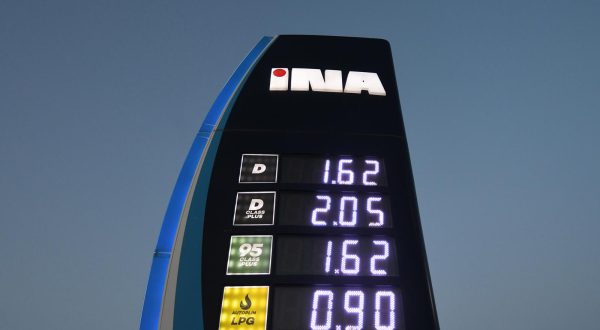 INA
D 1.62
D CLASS PLUS 2.05
95 CLASS PLUS 1.62
AUTOPLIN LPG 0.90